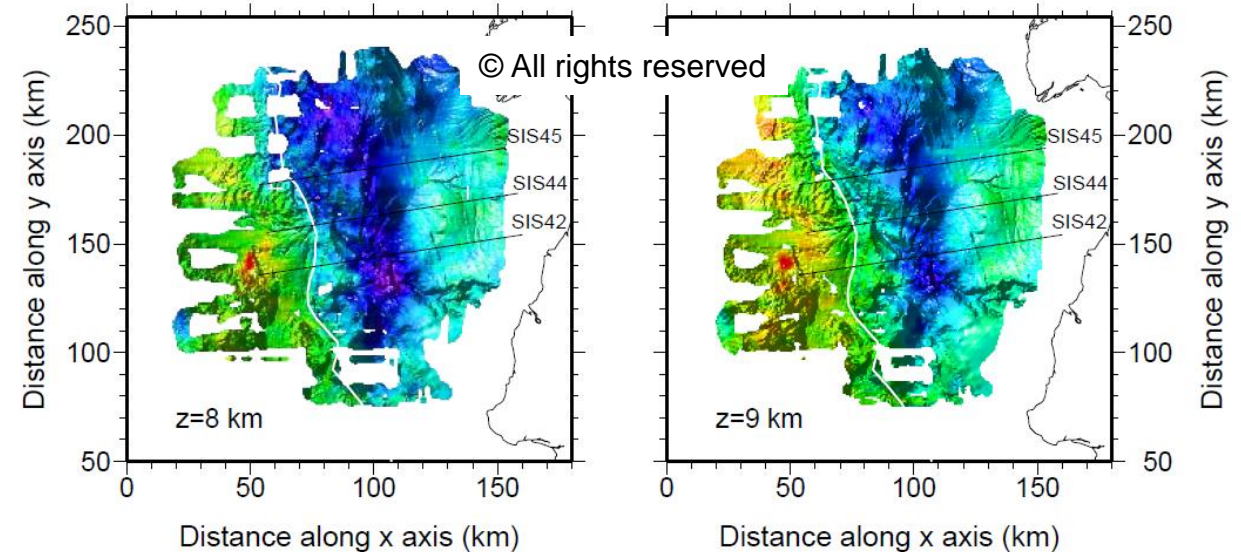 © All rights reserved
250
200
150
100
50
Distance along y axis (km)
SIS45
SIS44
SIS42
z=8 km
0 50 100 150
Distance along x axis (km)
SIS45
SIS44
SIS42
z=9 km
0 50 100 150
Distance along x axis (km)
250
200
150
100
50
Distance along y axis (km)